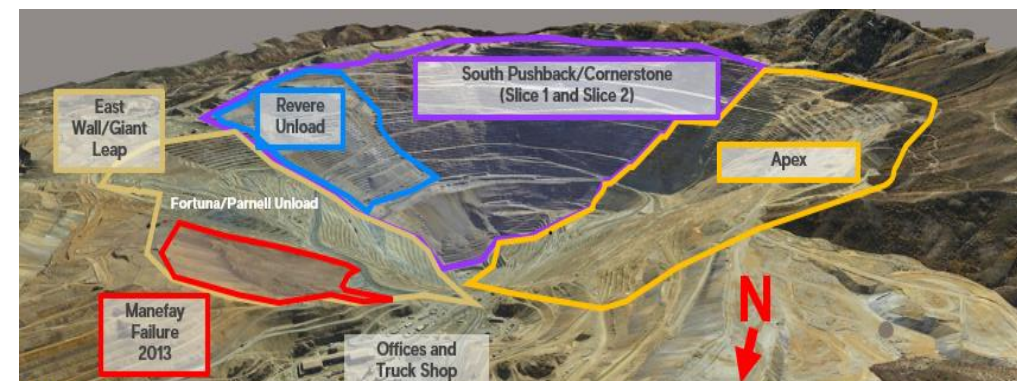 South Pushback/Cornerstone
(Slice 1 and Slice 2)
East
Wall/Giant
Leap
Revere
Unload
Apex
Fortuna/Parnell Unload
Manefay
Failure
2013
N
Offices and
Truck Shop